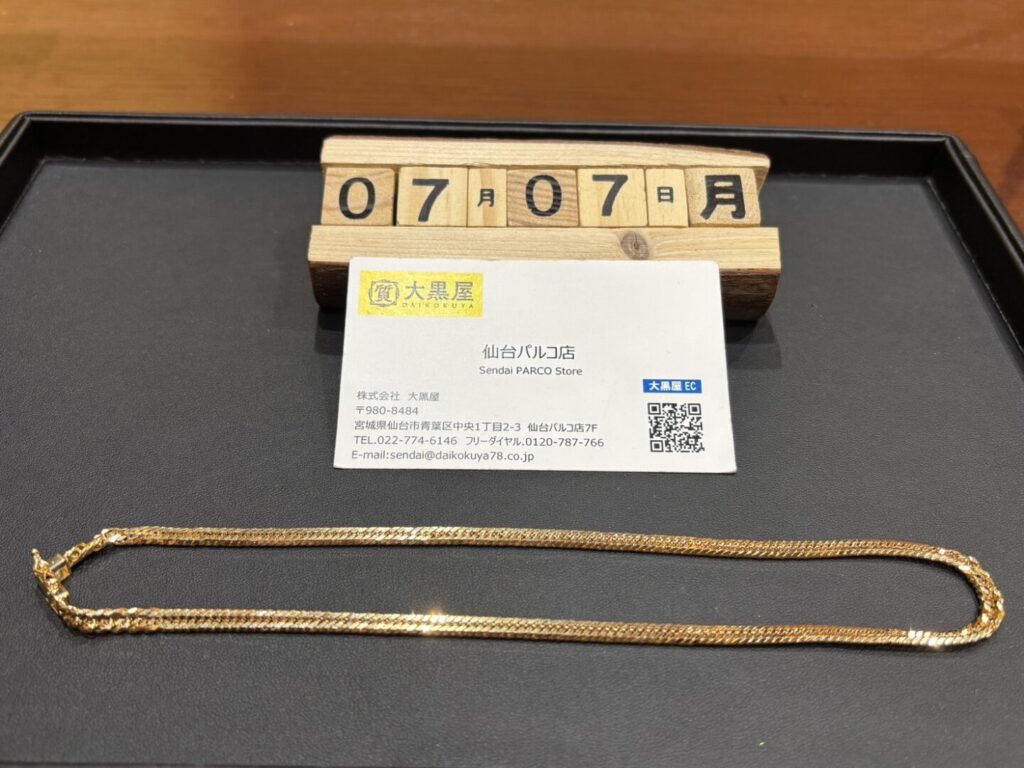 07月07日月
質 大黒屋
DAIKOKUYA
仙台パルコ店
Sendai PARCO Store
大黒屋 EC
株式会社 大黒屋
〒980-8484
宮城県仙台市青葉区中央1丁目2-3 仙台パルコ店7F
TEL.022-774-6146 フリーダイヤル.0120-787-766
E-mail:sendai@daikokuya78.co.jp